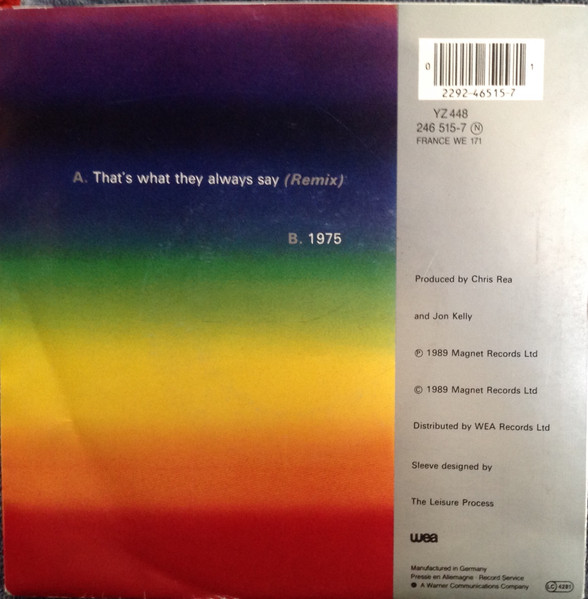 A. That's what they always say (Remix)
B. 1975
0 1
2292-46515-7
YZ 448
246 515-7 Ⓝ
FRANCE WE 171
Produced by Chris Rea
and Jon Kelly
℗ 1989 Magnet Records Ltd
© 1989 Magnet Records Ltd
Distributed by WEA Records Ltd
Sleeve designed by
The Leisure Process
wea
Manufactured in Germany
Presse en Allemagne · Record Service
A Warner Communications Company
LC 4281